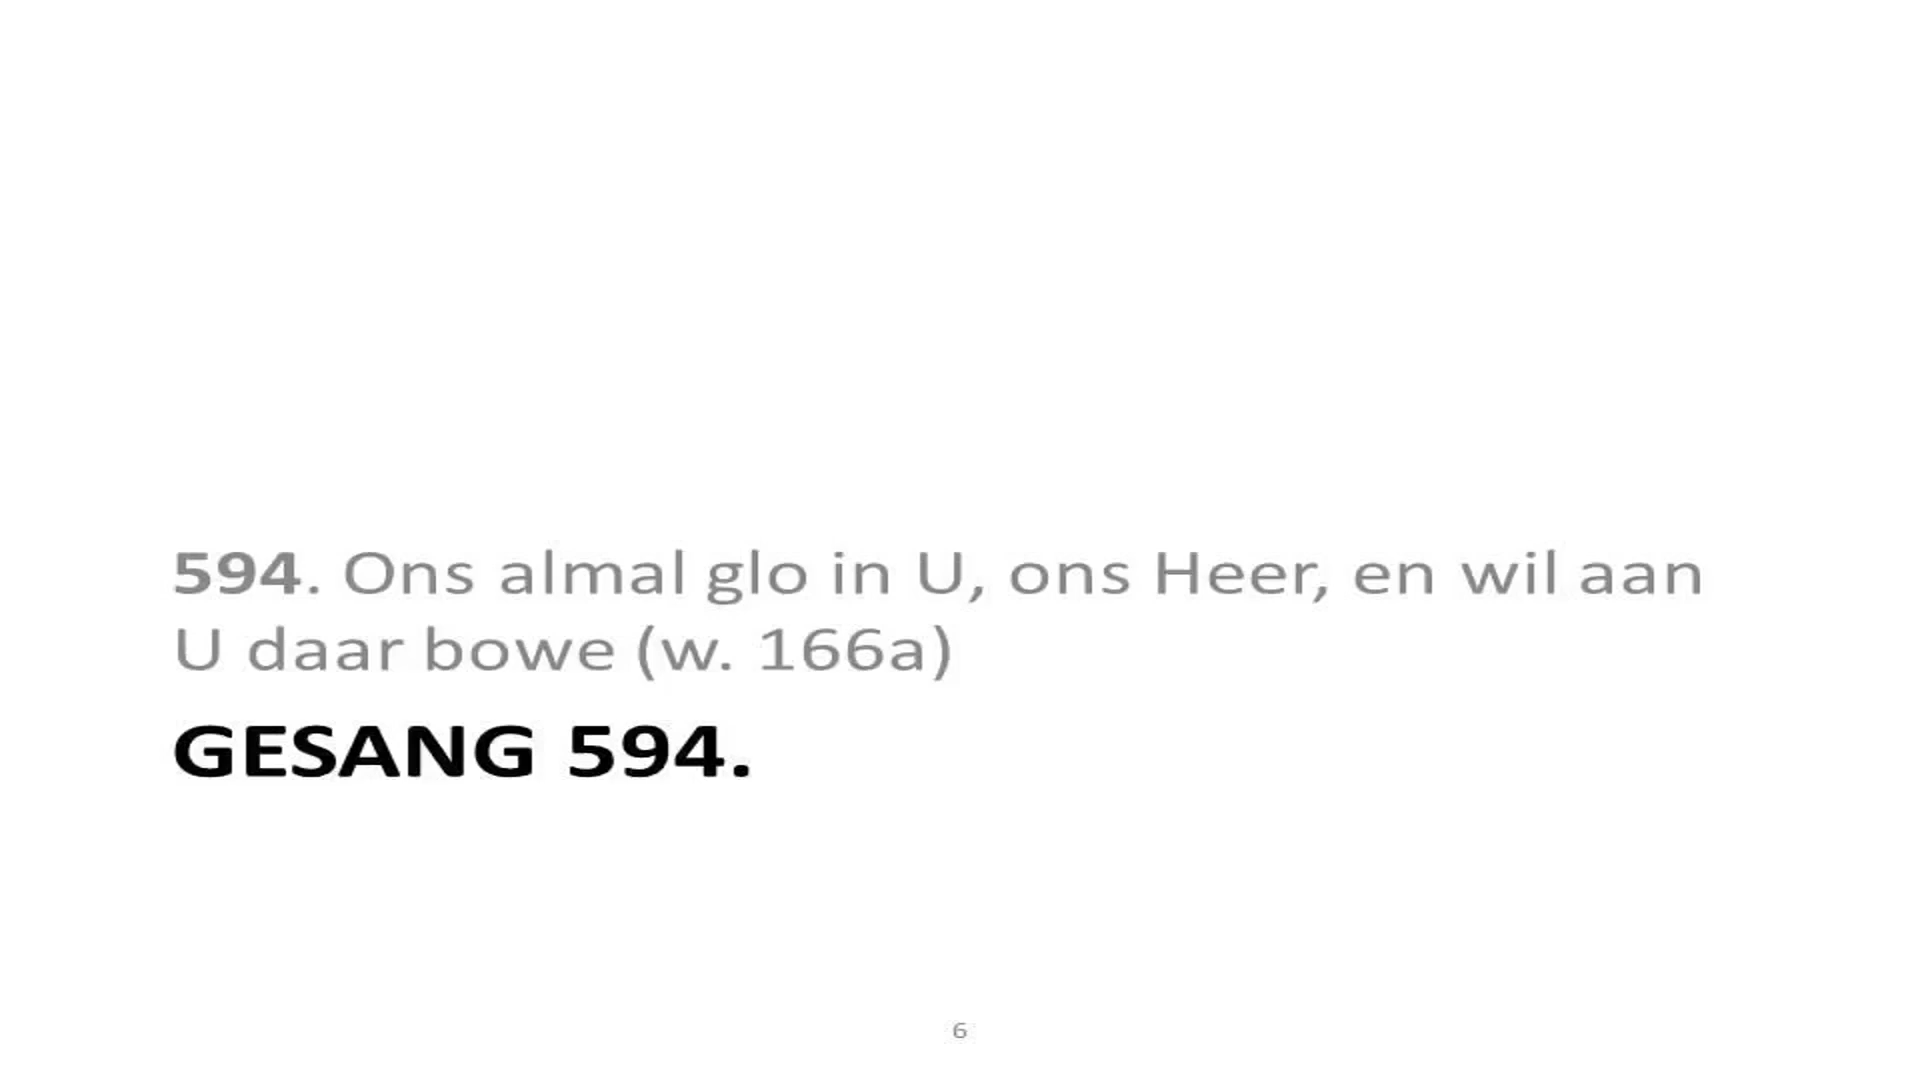 594. Ons almal glo in U, ons Heer, en wil aan
U daar bowe (w. 166a)
GESANG 594.
6